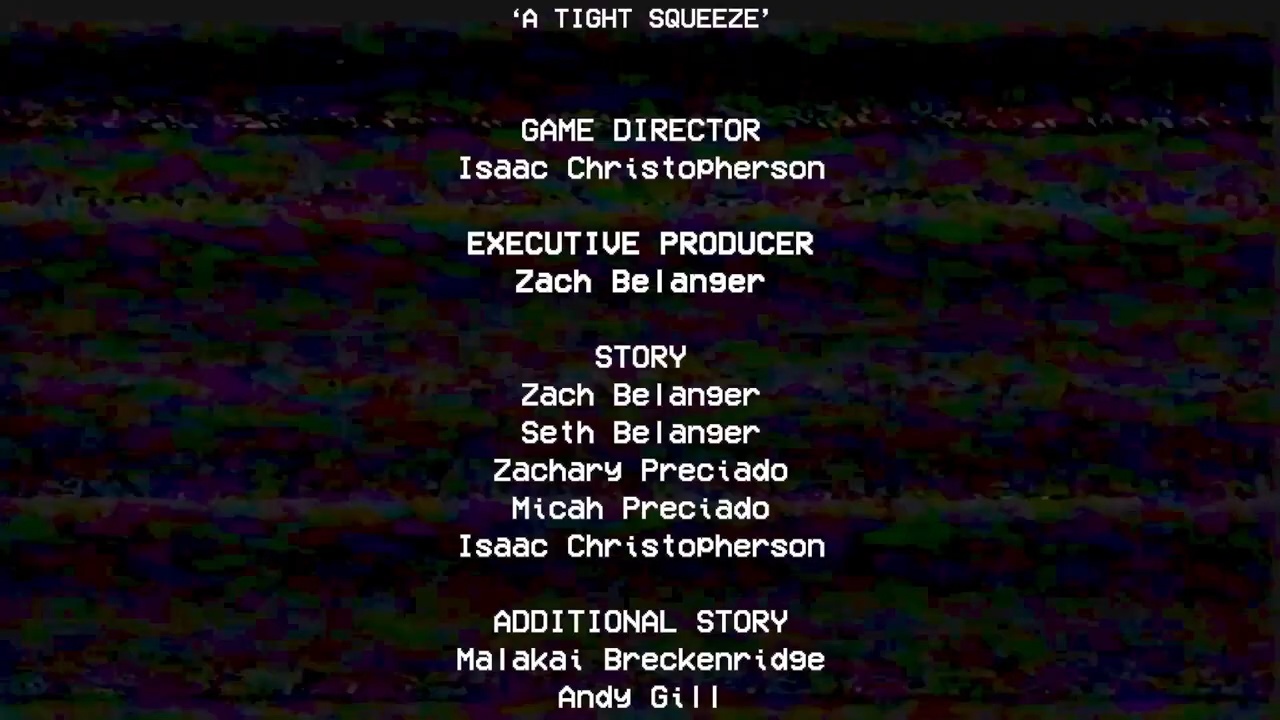 ‘A TIGHT SQUEEZE’
GAME DIRECTOR
Isaac Christopherson
EXECUTIVE PRODUCER
Zach Belanger
STORY
Zach Belanger
Seth Belanger
Zachary Preciado
Micah Preciado
Isaac Christopherson
ADDITIONAL STORY
Malakai Breckenridge
Andy Gill